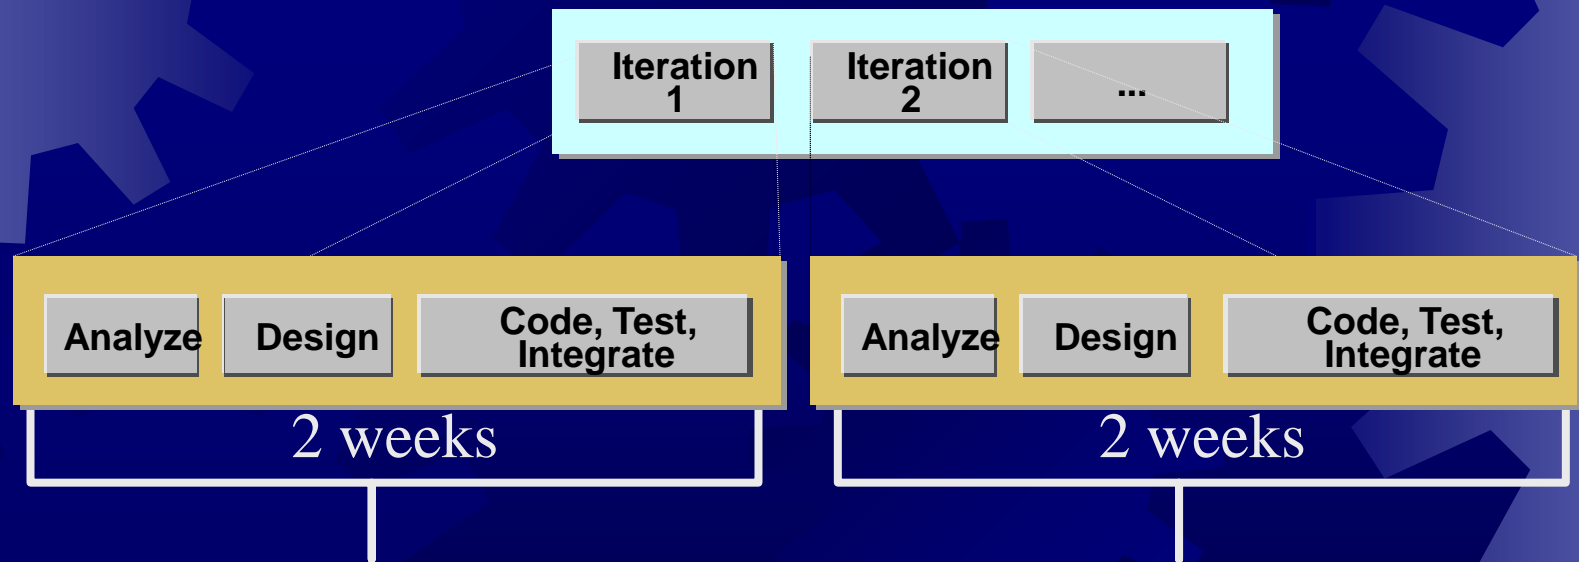 Iteration
1
Iteration
2
...
Analyze
Design
Code, Test,
Integrate
Analyze
Design
Code, Test,
Integrate
2 weeks
2 weeks